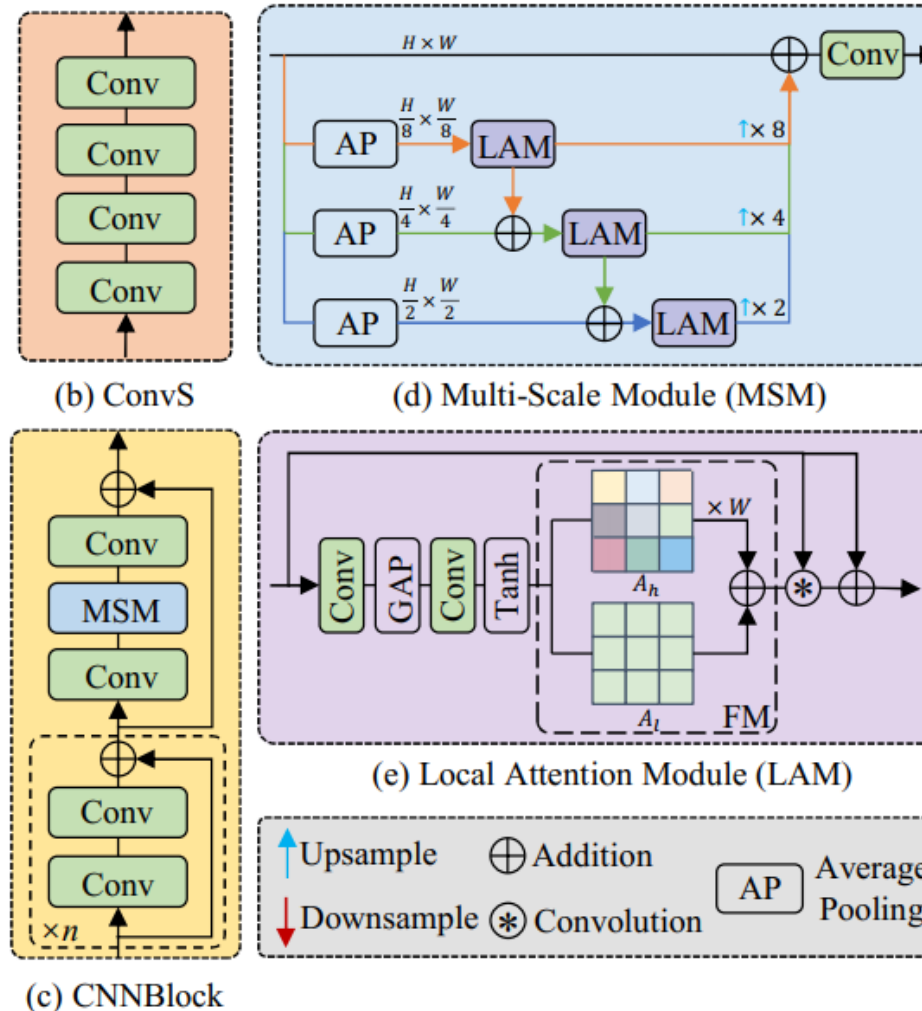 Conv
Conv
Conv
Conv
(b) ConvS
H × W
Conv
AP
H/8 × W/8
LAM
↑× 8
AP
H/4 × W/4
LAM
↑× 4
AP
H/2 × W/2
LAM
↑× 2
(d) Multi-Scale Module (MSM)
Conv
MSM
Conv
Conv
Conv
×n
(c) CNNBlock
Conv
GAP
Conv
Tanh
A_h
× W
A_l
FM
(e) Local Attention Module (LAM)
↑Upsample
⊕Addition
↓Downsample
⊛Convolution
AP
Average
Pooling